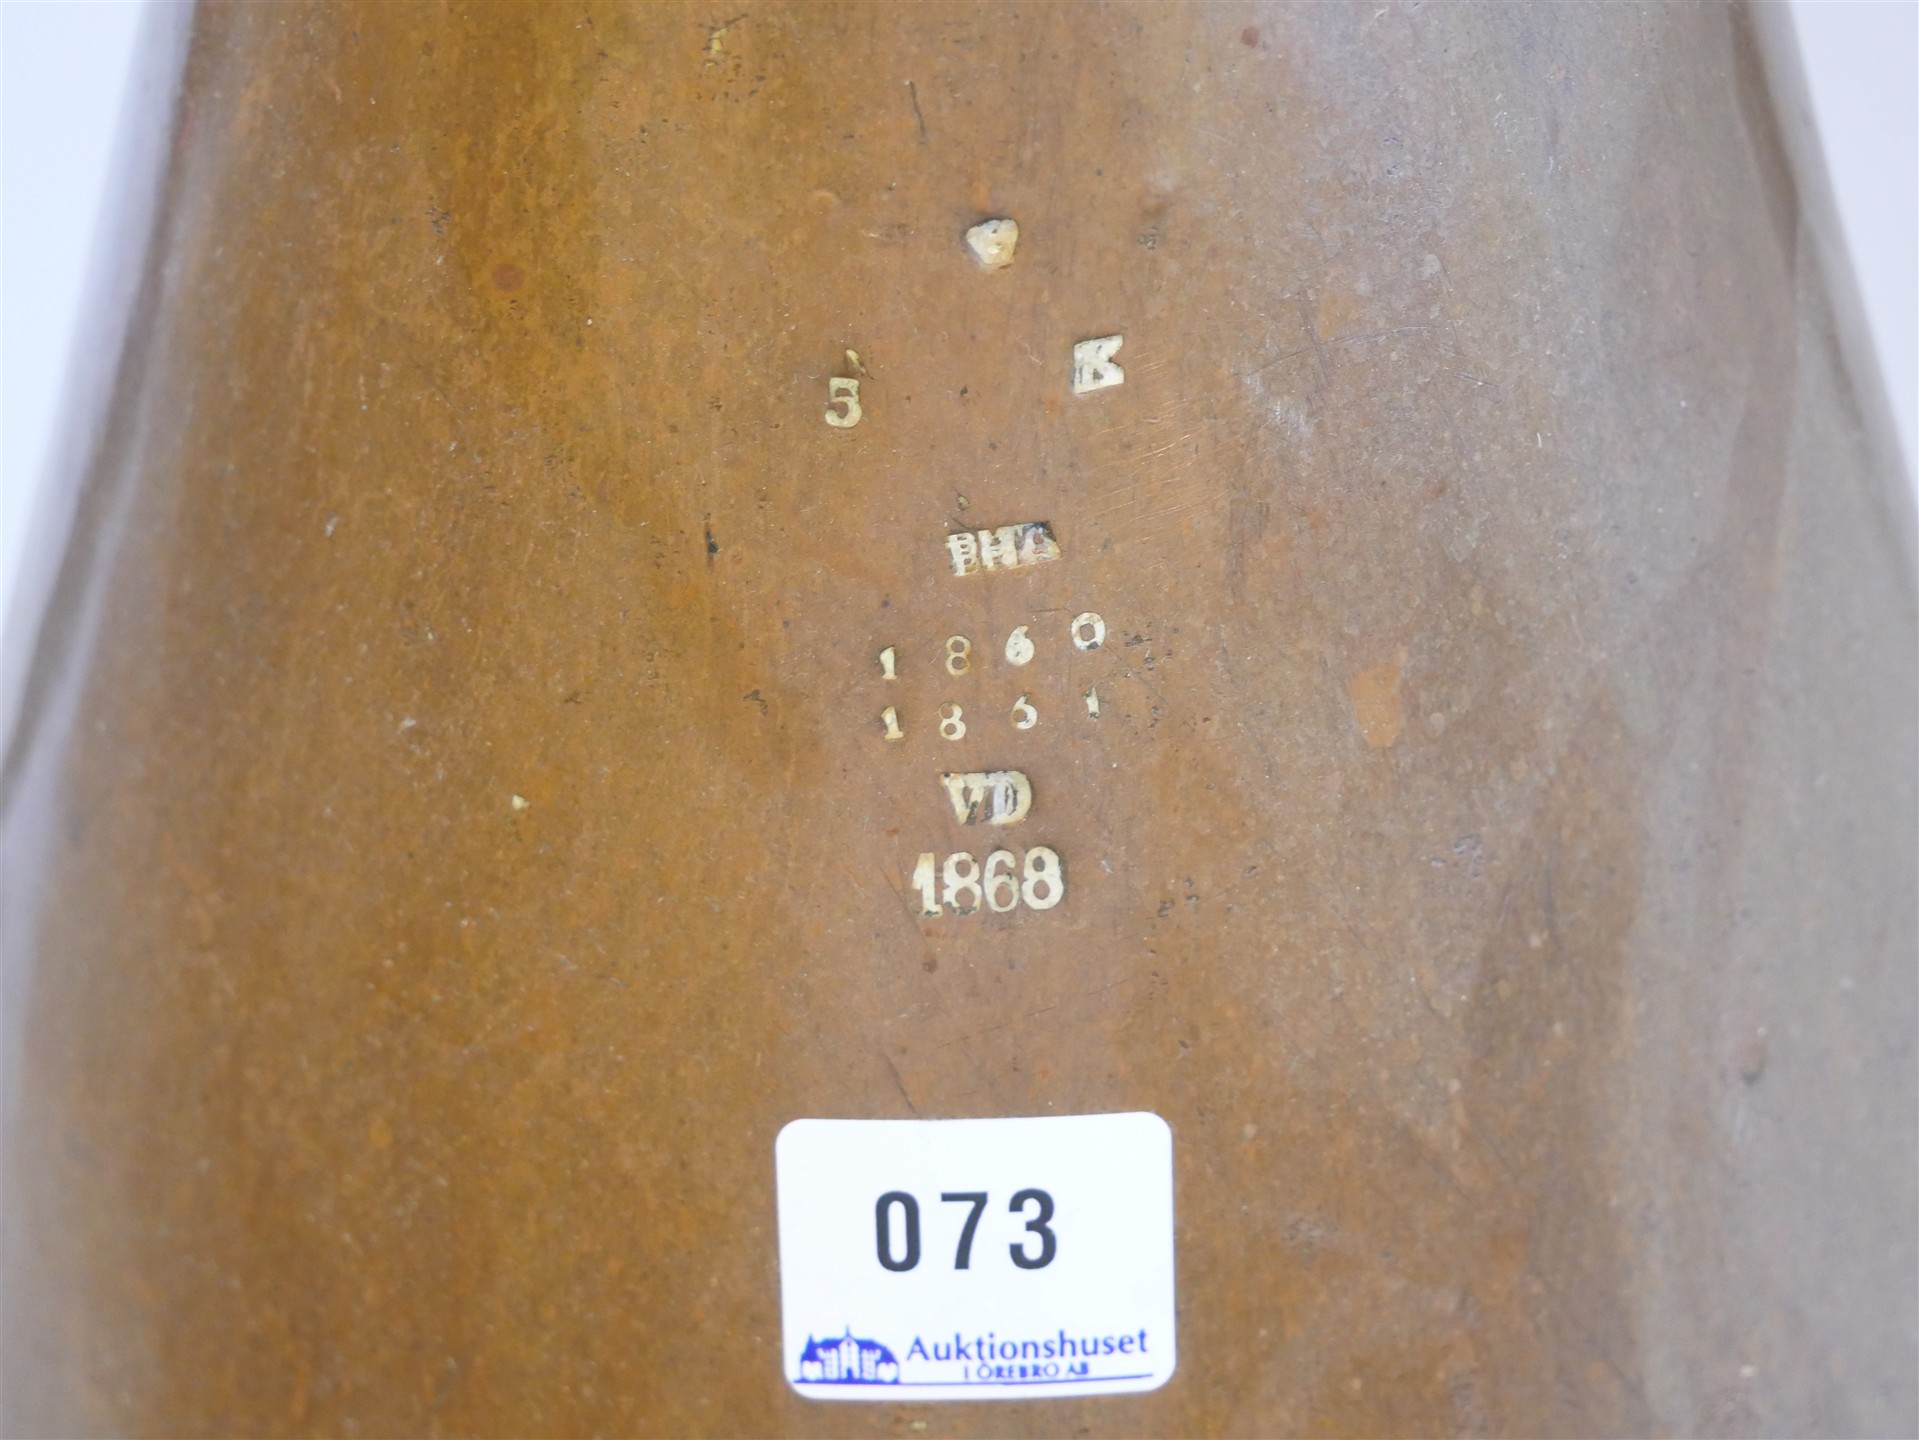 5 K
BHA
1860
1861
VD
1868
073
Auktionshuset
I ÖREBRO AB